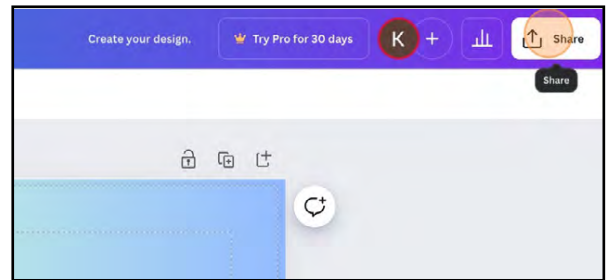 Create your design.
Try Pro for 30 days
K
Share
Share